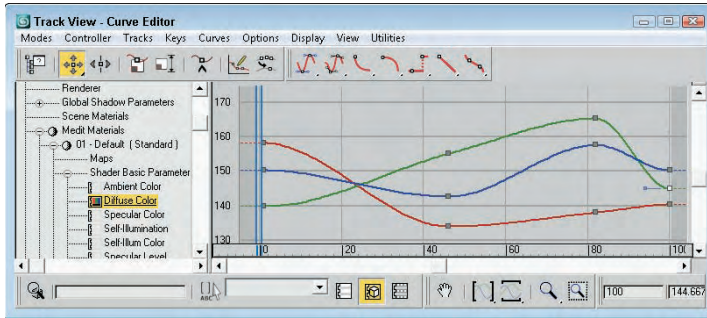 Track View - Curve Editor
Modes Controller Tracks Keys Curves Options Display View Utilities
Renderer
Global Shadow Parameters
Scene Materials
Medit Materials
01 - Default ( Standard )
Maps
Shader Basic Parameter
Ambient Color
Diffuse Color
Specular Color
Self-Illumination
Self-Illum Color
Specular Level
170
160
150
140
130
0 20 40 60 80 100
ABC
100 144.667